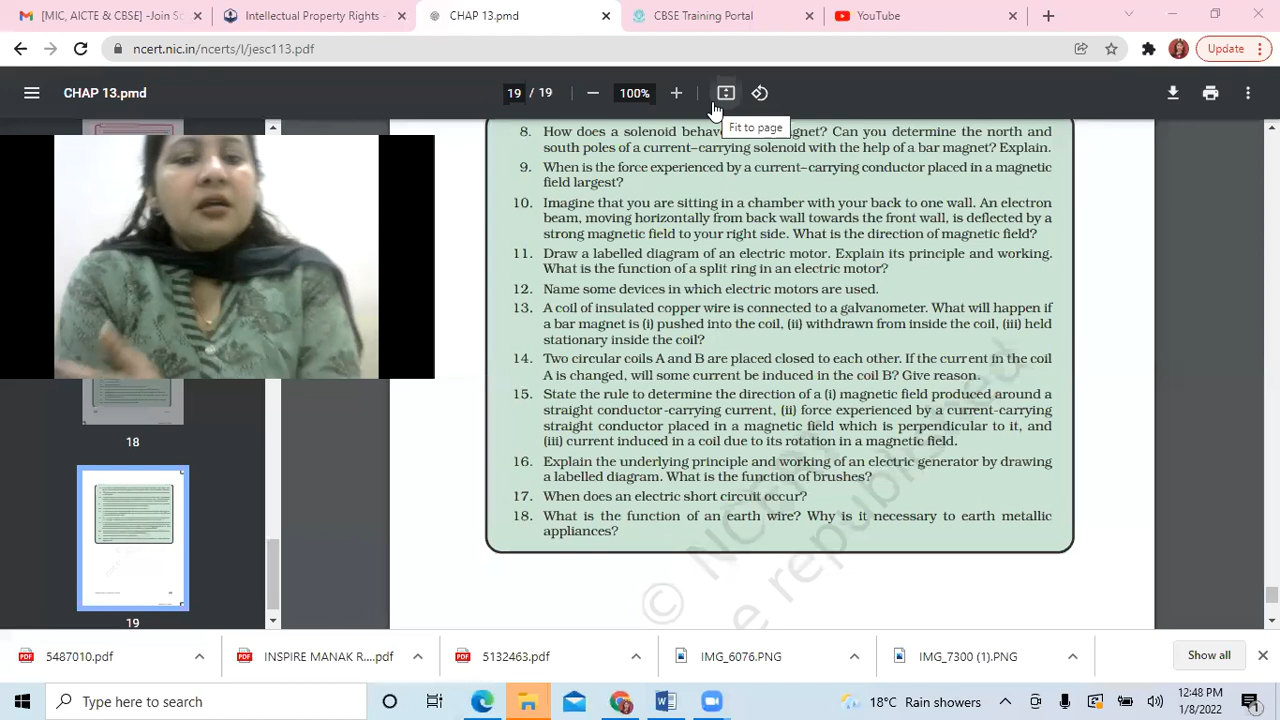 [MIC, AICTE & CBSE] -Join S
Intellectual Property Rights -
CHAP 13.pmd
CBSE Training Portal
YouTube
ncert.nic.in/ncerts/l/jesc113.pdf
Update
CHAP 13.pmd
19 / 19
100%
Fit to page
8. How does a solenoid behave gnet? Can you determine the north and
south poles of a current–carrying solenoid with the help of a bar magnet? Explain.
9. When is the force experienced by a current–carrying conductor placed in a magnetic
field largest?
10. Imagine that you are sitting in a chamber with your back to one wall. An electron
beam, moving horizontally from back wall towards the front wall, is deflected by a
strong magnetic field to your right side. What is the direction of magnetic field?
11. Draw a labelled diagram of an electric motor. Explain its principle and working.
What is the function of a split ring in an electric motor?
12. Name some devices in which electric motors are used.
13. A coil of insulated copper wire is connected to a galvanometer. What will happen if
a bar magnet is (i) pushed into the coil, (ii) withdrawn from inside the coil, (iii) held
stationary inside the coil?
14. Two circular coils A and B are placed closed to each other. If the current in the coil
A is changed, will some current be induced in the coil B? Give reason.
15. State the rule to determine the direction of a (i) magnetic field produced around a
straight conductor-carrying current, (ii) force experienced by a current-carrying
straight conductor placed in a magnetic field which is perpendicular to it, and
(iii) current induced in a coil due to its rotation in a magnetic field.
16. Explain the underlying principle and working of an electric generator by drawing
a labelled diagram. What is the function of brushes?
17. When does an electric short circuit occur?
18. What is the function of an earth wire? Why is it necessary to earth metallic
appliances?
© NCE
e republished
18
19
5487010.pdf
INSPIRE MANAK R....pdf
5132463.pdf
IMG_6076.PNG
IMG_7300 (1).PNG
Show all
Type here to search
18°C Rain showers
12:48 PM
1/8/2022